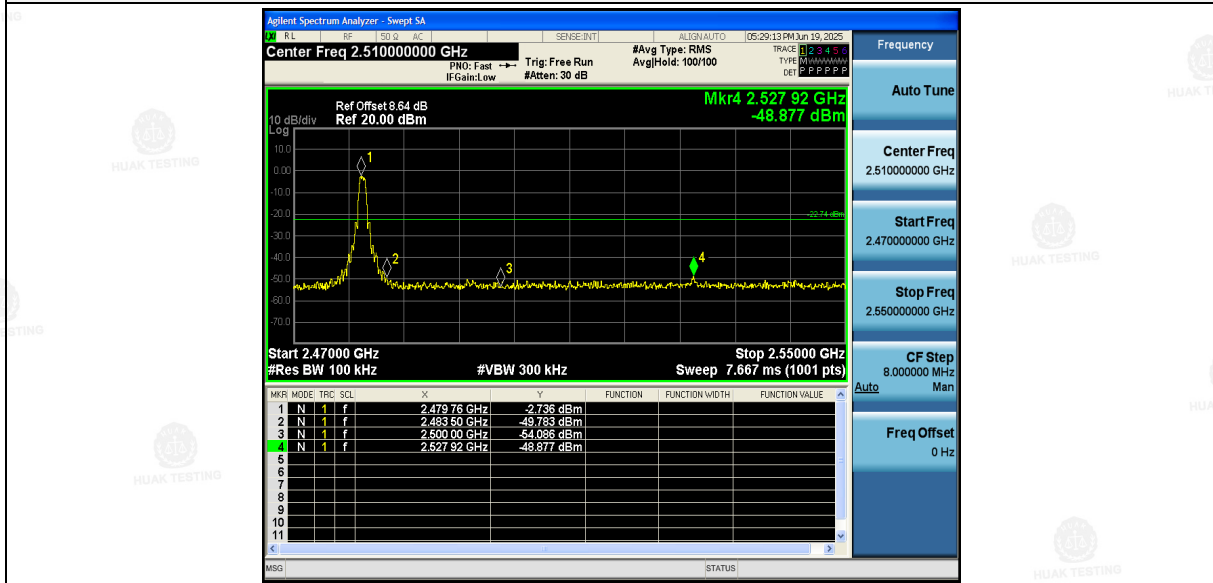 Agilent Spectrum Analyzer - Swept SA
RL RF 50 Ω AC SENSE:INT ALIGNAUTO 05:29:13 PM Jun 19, 2025
Center Freq 2.510000000 GHz
PNO: Fast
IFGain:Low
Trig: Free Run
#Atten: 30 dB
#Avg Type: RMS
Avg|Hold: 100/100
TRACE 1 2 3 4 5 6
TYPE M
DET P P P P P P
Frequency
Auto Tune
Center Freq
2.510000000 GHz
Start Freq
2.470000000 GHz
Stop Freq
2.550000000 GHz
CF Step
8.000000 MHz
Auto Man
Freq Offset
0 Hz
Mkr4 2.527 92 GHz
-48.877 dBm
Ref Offset 8.64 dB
10 dB/div Ref 20.00 dBm
Log
10.0
0.00
-10.0
-20.0
-30.0
-40.0
-50.0
-60.0
-70.0
1
2
3
4
-22.74 dBm
Start 2.47000 GHz Stop 2.55000 GHz
#Res BW 100 kHz #VBW 300 kHz Sweep 7.667 ms (1001 pts)
MKR MODE TRC SCL X Y FUNCTION FUNCTION WIDTH FUNCTION VALUE
1 N 1 f 2.479 76 GHz -2.736 dBm
2 N 1 f 2.483 50 GHz -49.783 dBm
3 N 1 f 2.500 00 GHz -54.086 dBm
4 N 1 f 2.527 92 GHz -48.877 dBm
5
6
7
8
9
10
11
MSG STATUS
HUAK TESTING
HUAK TESTING
HUAK TESTING
HUAK TESTING